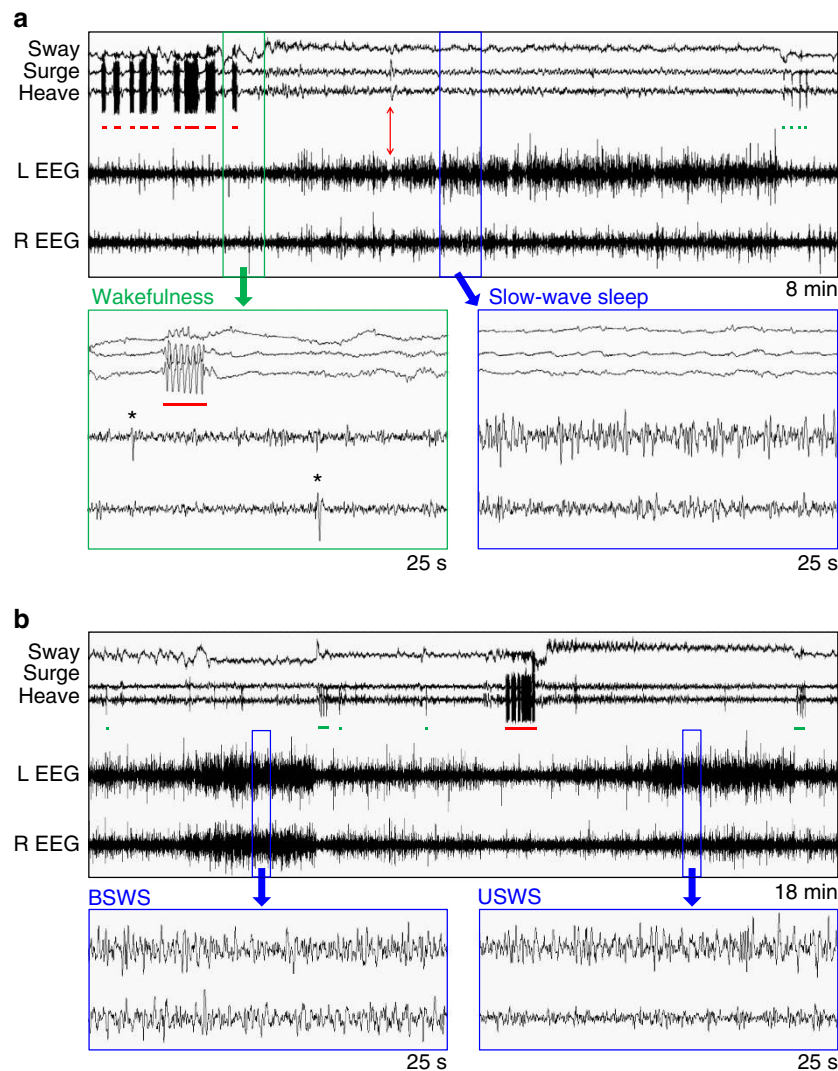 a
Sway
Surge
Heave
L EEG
R EEG
8 min
Wakefulness
Slow-wave sleep
*
*
25 s
25 s
b
Sway
Surge
Heave
L EEG
R EEG
18 min
BSWS
USWS
25 s
25 s